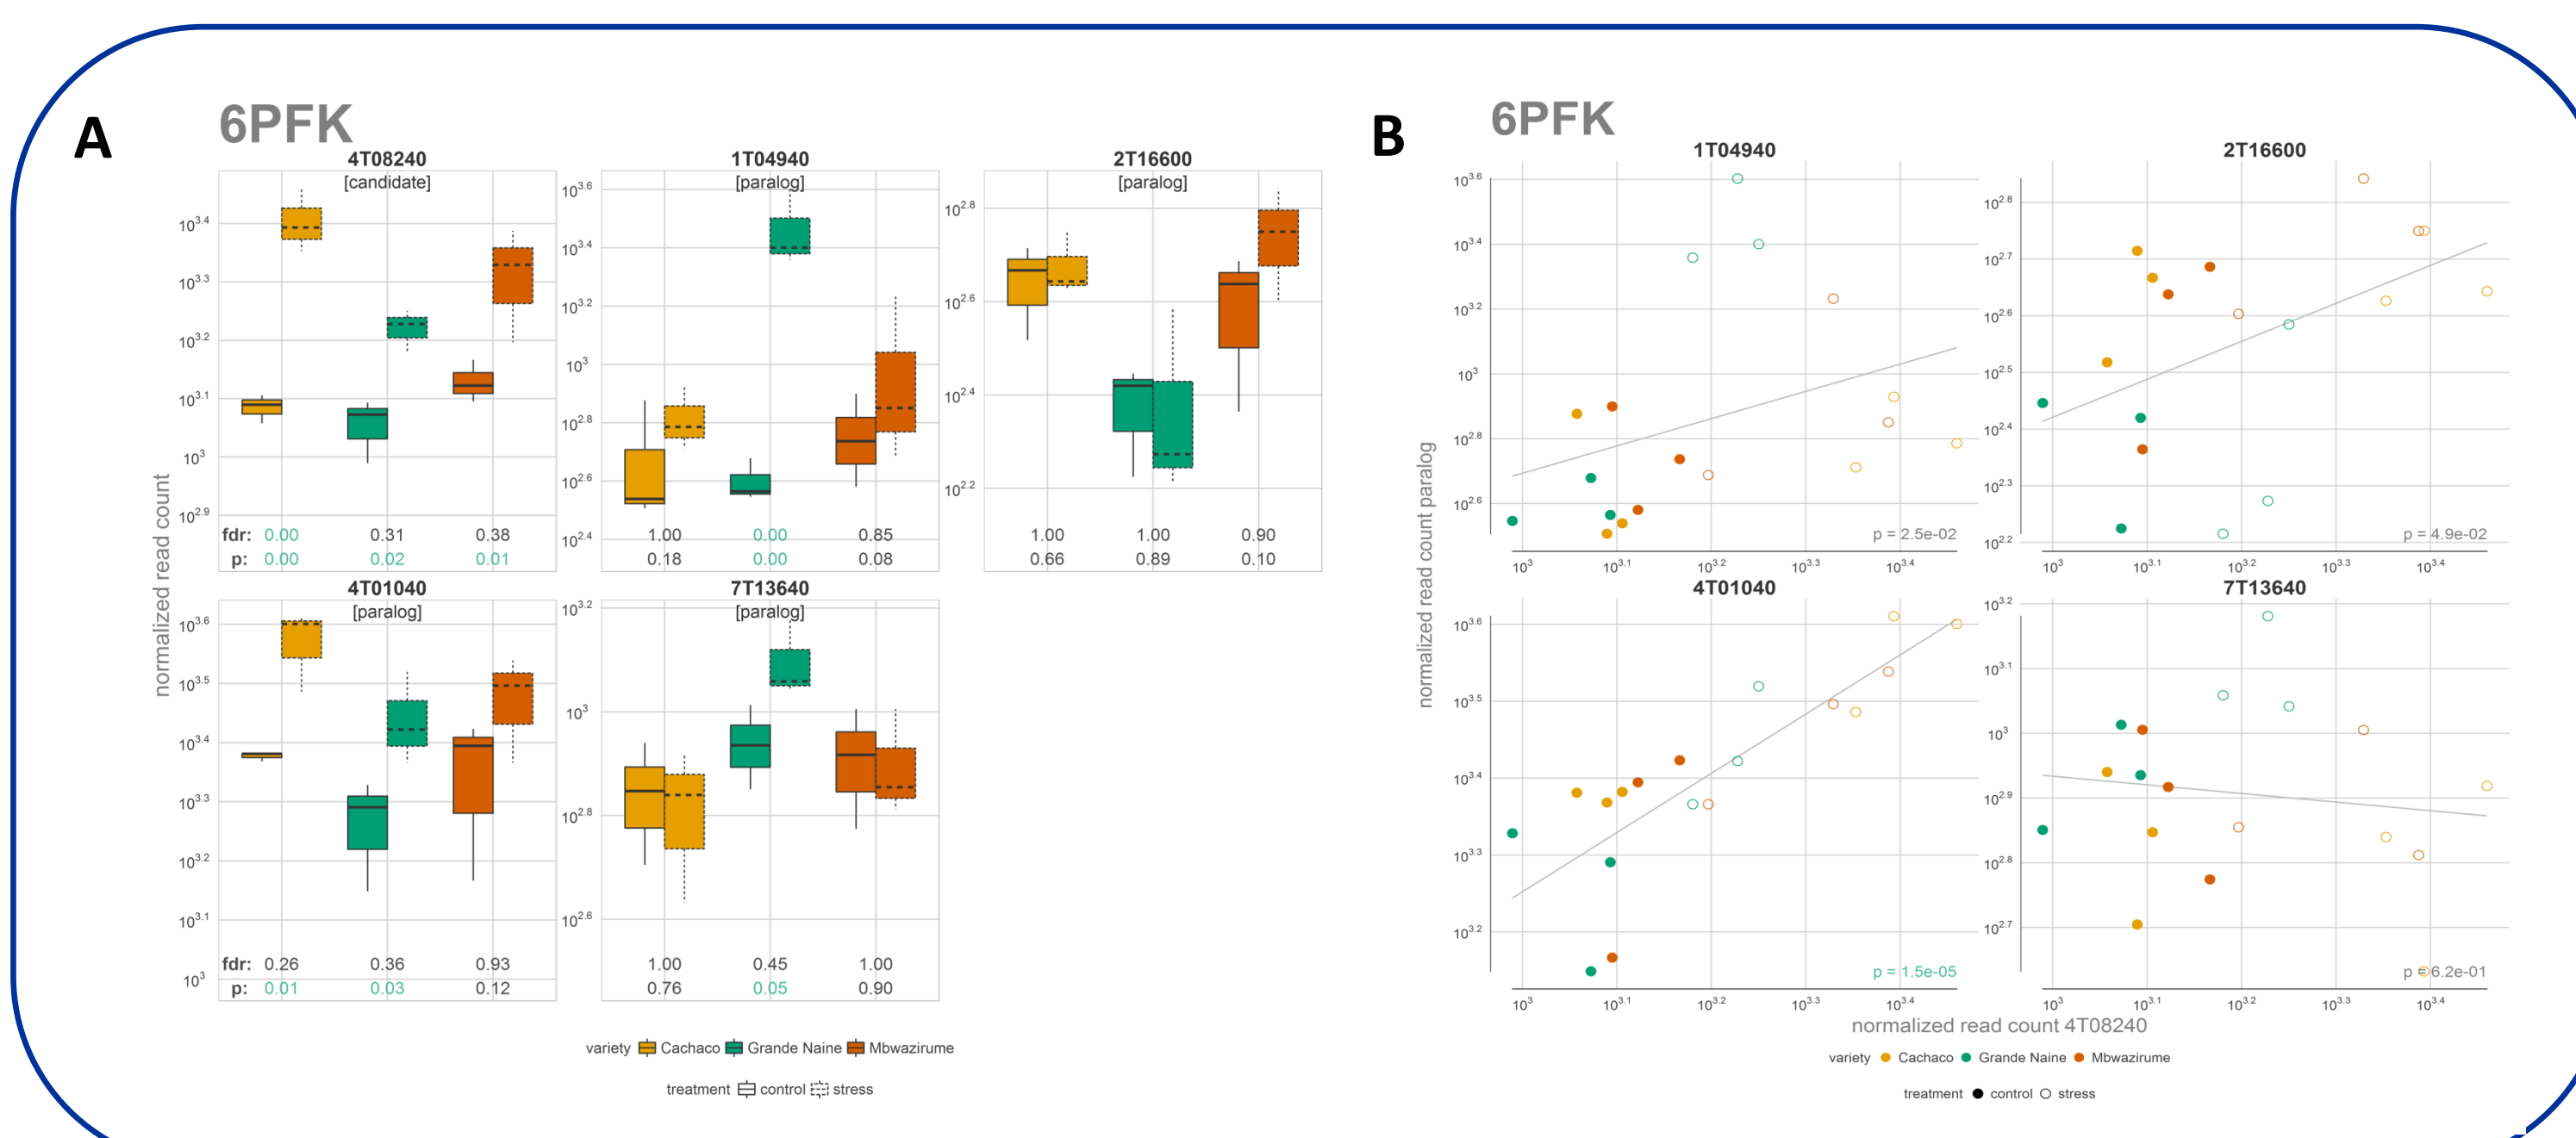 A
6PFK
4T08240
[candidate]
10^3.4
10^3.3
10^3.2
10^3.1
10^3
10^2.9
fdr: 0.00 0.31 0.38
p: 0.00 0.02 0.01
1T04940
[paralog]
10^3.6
10^3.4
10^3.2
10^3
10^2.8
10^2.6
10^2.4
1.00 0.00 0.85
0.18 0.00 0.08
2T16600
[paralog]
10^2.8
10^2.6
10^2.4
10^2.2
1.00 1.00 0.90
0.66 0.89 0.10
normalized read count
4T01040
[paralog]
10^3.6
10^3.5
10^3.4
10^3.3
10^3.2
10^3.1
10^3
fdr: 0.26 0.36 0.93
p: 0.01 0.03 0.12
7T13640
[paralog]
10^3.2
10^3
10^2.8
10^2.6
1.00 0.45 1.00
0.76 0.05 0.90
variety Cachaco Grande Naine Mbwazirume
treatment control stress
B
6PFK
1T04940
10^3.6
10^3.4
10^3.2
10^3
10^2.8
10^2.6
p = 2.5e-02
10^3 10^3.1 10^3.2 10^3.3 10^3.4
2T16600
10^2.8
10^2.7
10^2.6
10^2.5
10^2.4
10^2.3
10^2.2
p = 4.9e-02
10^3 10^3.1 10^3.2 10^3.3 10^3.4
normalized read count paralog
4T01040
10^3.6
10^3.5
10^3.4
10^3.3
10^3.2
p = 1.5e-05
10^3 10^3.1 10^3.2 10^3.3 10^3.4
7T13640
10^3.2
10^3.1
10^3
10^2.9
10^2.8
10^2.7
p = 6.2e-01
10^3 10^3.1 10^3.2 10^3.3 10^3.4
normalized read count 4T08240
variety Cachaco Grande Naine Mbwazirume
treatment control stress